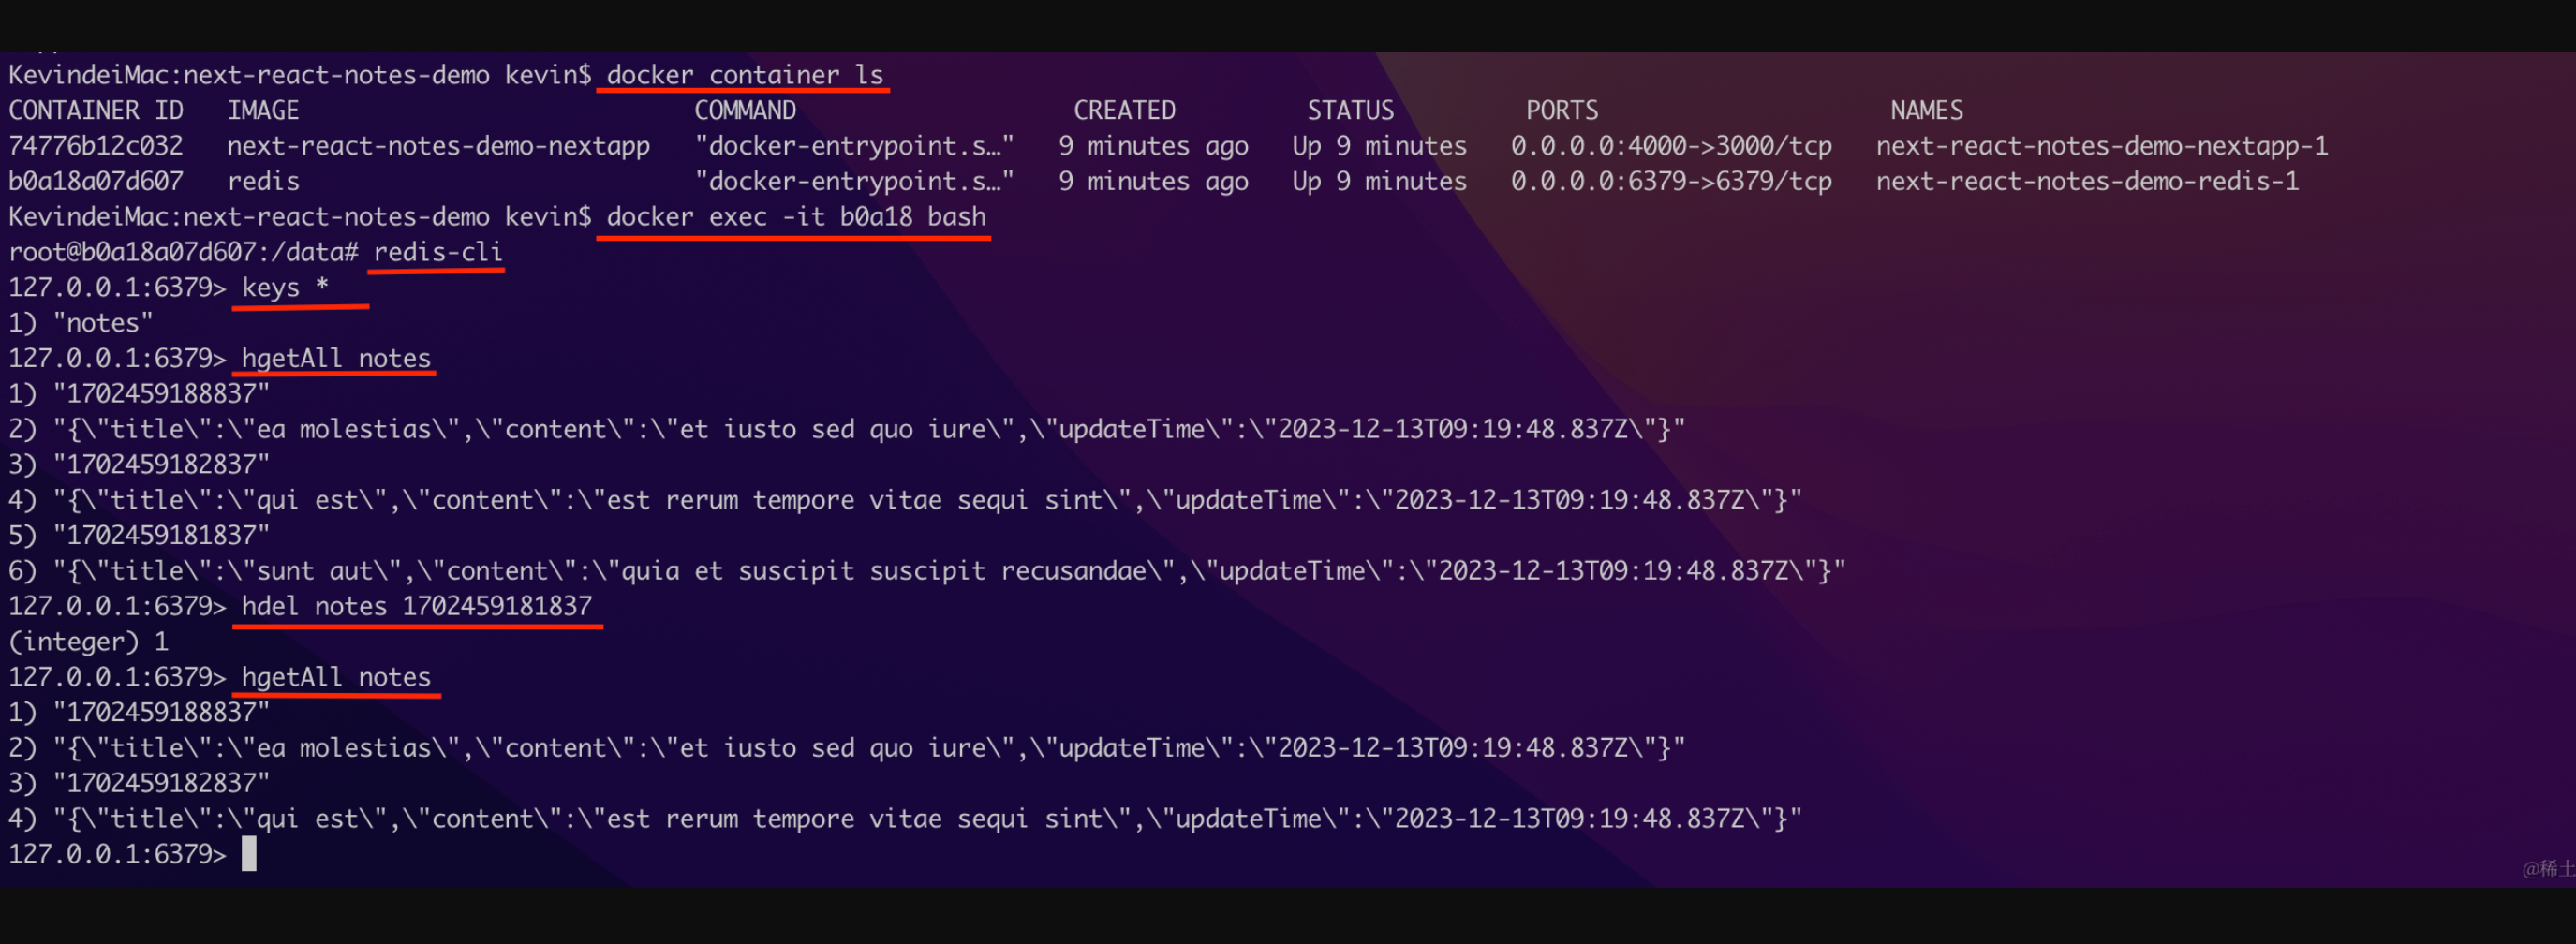 KevindeiMac:next-react-notes-demo kevin$ docker container ls
CONTAINER ID   IMAGE                           COMMAND                  CREATED         STATUS         PORTS                    NAMES
74776b12c032   next-react-notes-demo-nextapp   "docker-entrypoint.s…"   9 minutes ago   Up 9 minutes   0.0.0.0:4000->3000/tcp   next-react-notes-demo-nextapp-1
b0a18a07d607   redis                           "docker-entrypoint.s…"   9 minutes ago   Up 9 minutes   0.0.0.0:6379->6379/tcp   next-react-notes-demo-redis-1
KevindeiMac:next-react-notes-demo kevin$ docker exec -it b0a18 bash
root@b0a18a07d607:/data# redis-cli
127.0.0.1:6379> keys *
1) "notes"
127.0.0.1:6379> hgetAll notes
1) "1702459188837"
2) "{\"title\":\"ea molestias\",\"content\":\"et iusto sed quo iure\",\"updateTime\":\"2023-12-13T09:19:48.837Z\"}"
3) "1702459182837"
4) "{\"title\":\"qui est\",\"content\":\"est rerum tempore vitae sequi sint\",\"updateTime\":\"2023-12-13T09:19:48.837Z\"}"
5) "1702459181837"
6) "{\"title\":\"sunt aut\",\"content\":\"quia et suscipit suscipit recusandae\",\"updateTime\":\"2023-12-13T09:19:48.837Z\"}"
127.0.0.1:6379> hdel notes 1702459181837
(integer) 1
127.0.0.1:6379> hgetAll notes
1) "1702459188837"
2) "{\"title\":\"ea molestias\",\"content\":\"et iusto sed quo iure\",\"updateTime\":\"2023-12-13T09:19:48.837Z\"}"
3) "1702459182837"
4) "{\"title\":\"qui est\",\"content\":\"est rerum tempore vitae sequi sint\",\"updateTime\":\"2023-12-13T09:19:48.837Z\"}"
127.0.0.1:6379>
@稀土